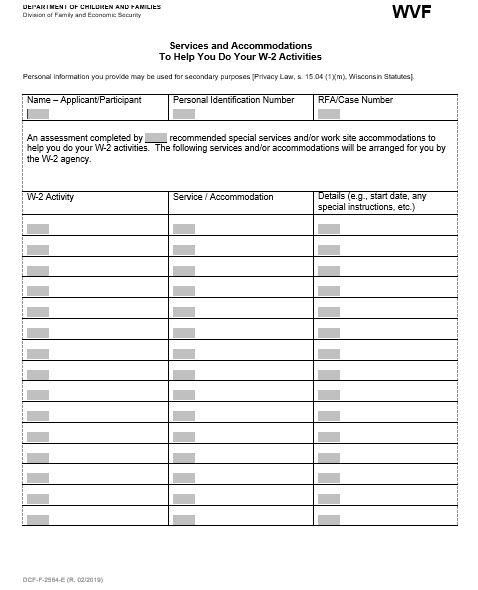 DEPARTMENT OF CHILDREN AND FAMILIES
Division of Family and Economic Security
WVF
Services and Accommodations
To Help You Do Your W-2 Activities
Personal information you provide may be used for secondary purposes [Privacy Law, s. 15.04 (1)(m), Wisconsin Statutes].
Name – Applicant/Participant
Personal Identification Number
RFA/Case Number
An assessment completed by recommended special services and/or work site accommodations to
help you do your W-2 activities. The following services and/or accommodations will be arranged for you by
the W-2 agency.
W-2 Activity
Service / Accommodation
Details (e.g., start date, any
special instructions, etc.)
DCF-F-2564-E (R. 02/2019)